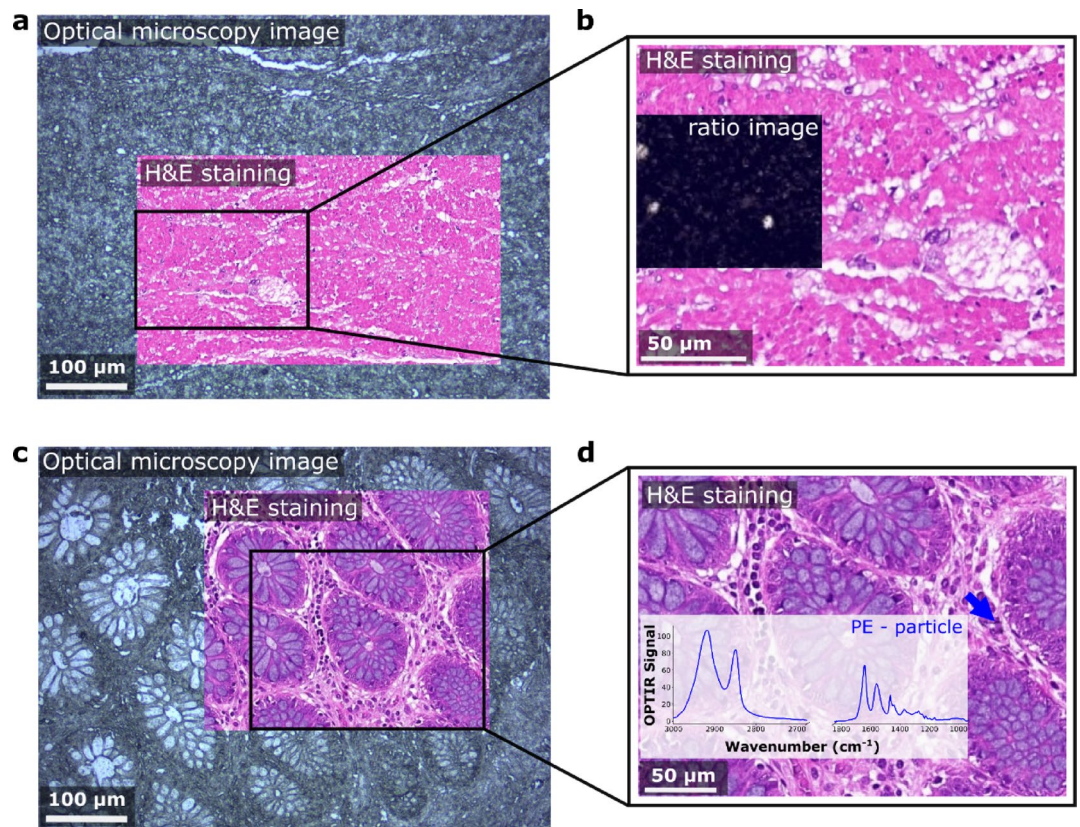 a
Optical microscopy image
H&E staining
100 µm
b
H&E staining
ratio image
50 µm
c
Optical microscopy image
H&E staining
100 µm
d
H&E staining
PE - particle
OPTIR Signal
100
80
60
40
20
0
3000 2900 2800 2700 1800 1600 1400 1200 1000
Wavenumber (cm⁻¹)
50 µm